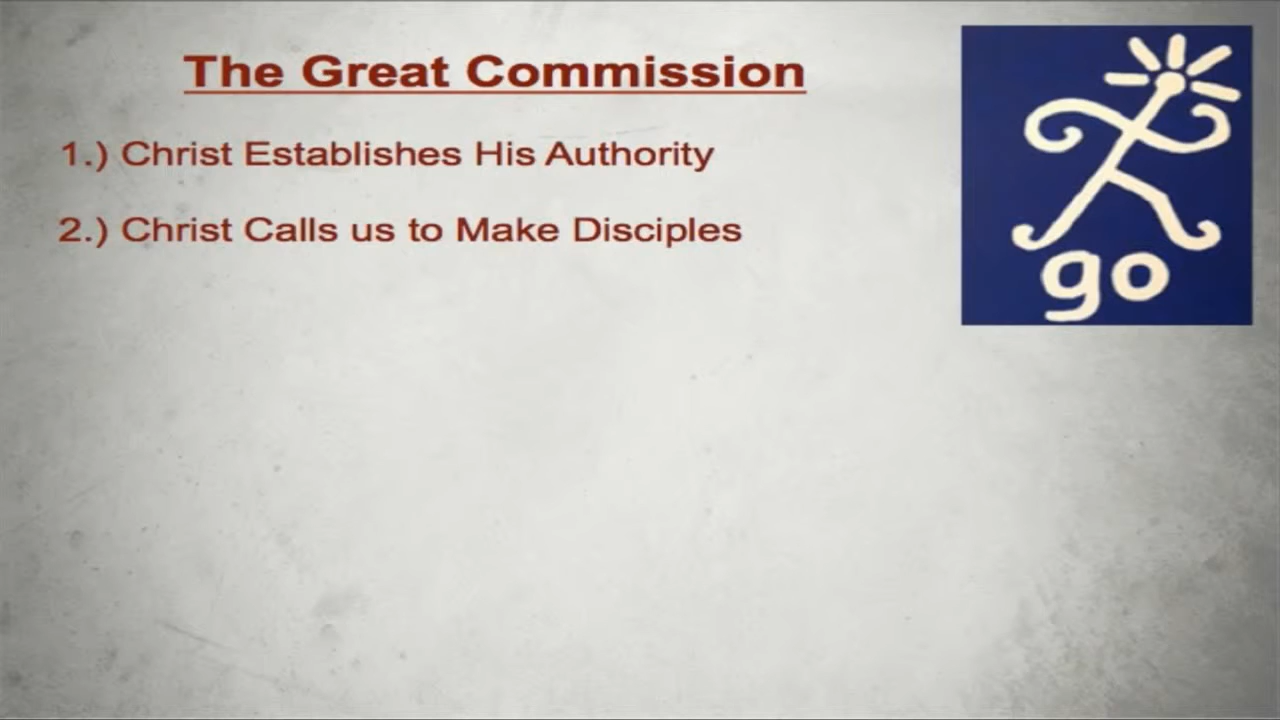 The Great Commission
1.) Christ Establishes His Authority
2.) Christ Calls us to Make Disciples
go